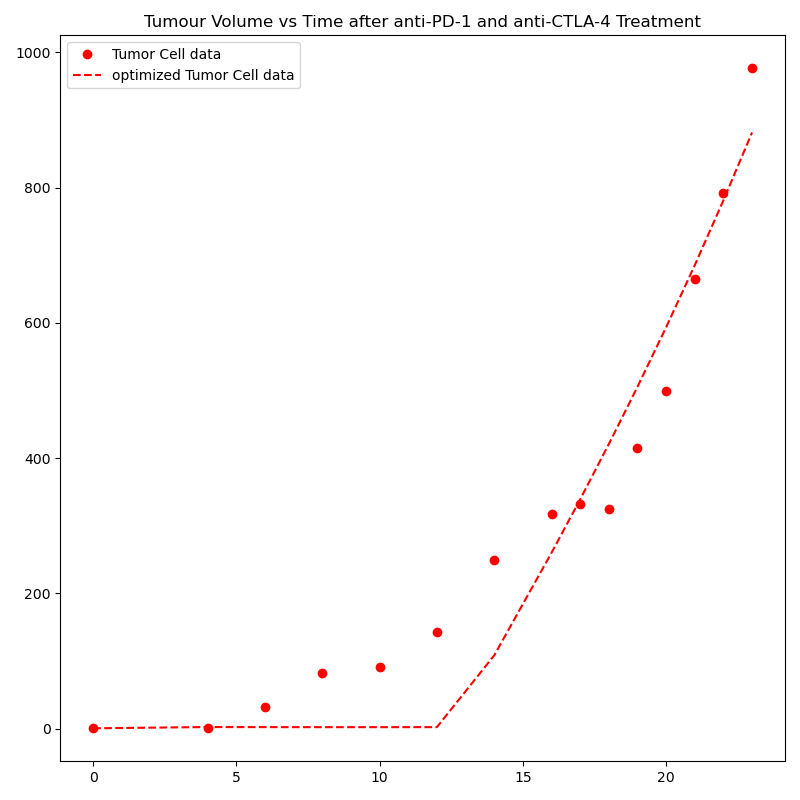 Tumour Volume vs Time after anti-PD-1 and anti-CTLA-4 Treatment
Tumor Cell data
optimized Tumor Cell data
1000
800
600
400
200
0
0 5 10 15 20